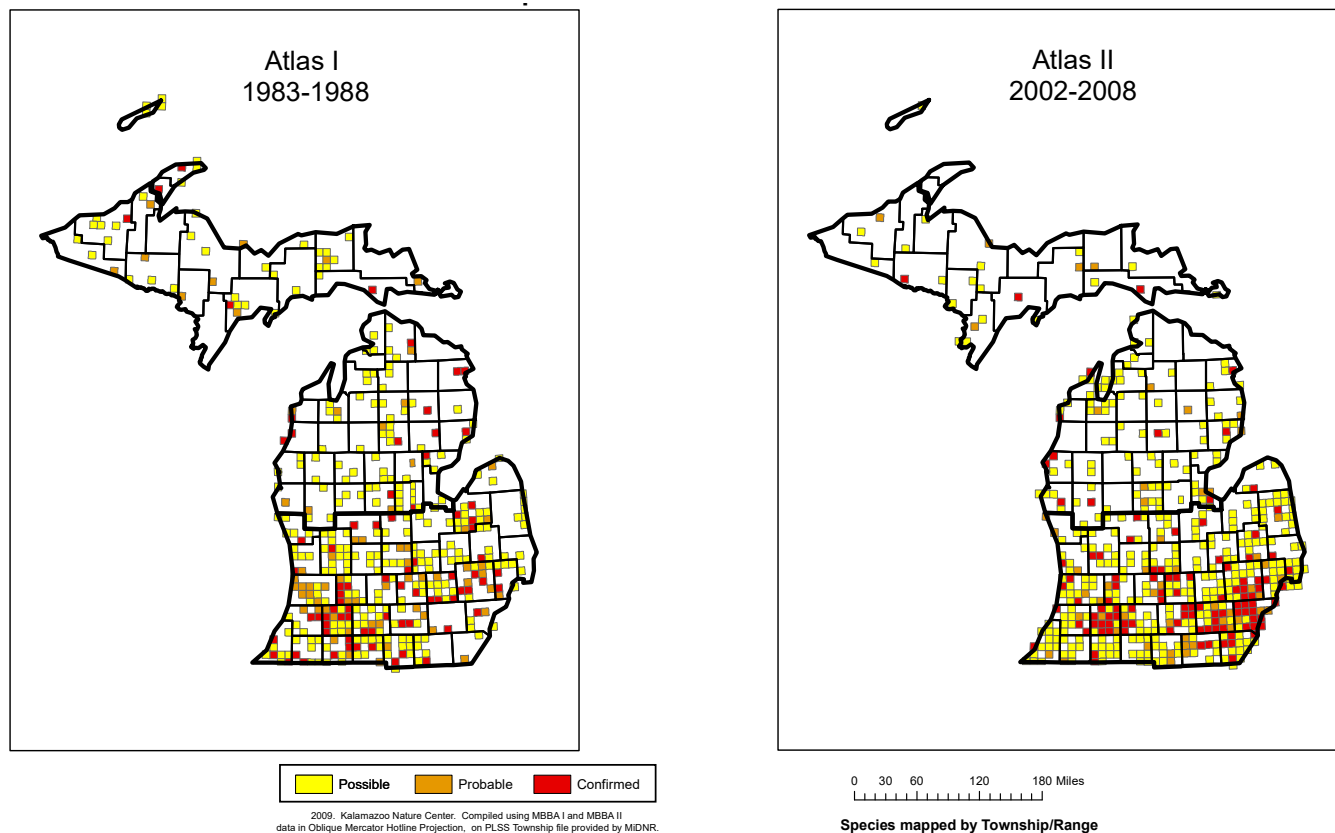 Atlas I
1983-1988
Atlas II
2002-2008
Possible
Probable
Confirmed
2009. Kalamazoo Nature Center. Compiled using MBBA I and MBBA II
data in Oblique Mercator Hotline Projection, on PLSS Township file provided by MiDNR.
0 30 60 120 180 Miles
Species mapped by Township/Range